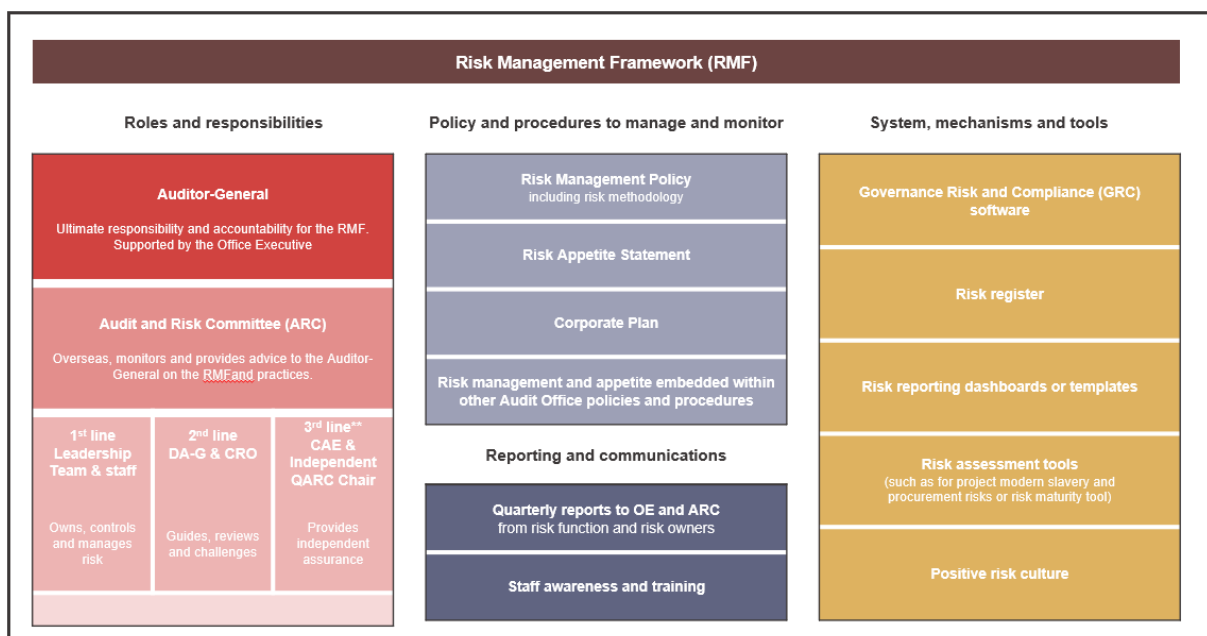 Risk Management Framework (RMF)
Roles and responsibilities
Auditor-General
Ultimate responsibility and accountability for the RMF.
Supported by the Office Executive
Audit and Risk Committee (ARC)
Overseas, monitors and provides advice to the Auditor-
General on the RMFand practices.
1st line
Leadership
Team & staff
Owns, controls
and manages
risk
2nd line
DA-G & CRO
Guides, reviews
and challenges
3rd line**
CAE &
Independent
QARC Chair
Provides
independent
assurance
Policy and procedures to manage and monitor
Risk Management Policy
including risk methodology
Risk Appetite Statement
Corporate Plan
Risk management and appetite embedded within
other Audit Office policies and procedures
Reporting and communications
Quarterly reports to OE and ARC
from risk function and risk owners
Staff awareness and training
System, mechanisms and tools
Governance Risk and Compliance (GRC)
software
Risk register
Risk reporting dashboards or templates
Risk assessment tools
(such as for project modern slavery and
procurement risks or risk maturity tool)
Positive risk culture